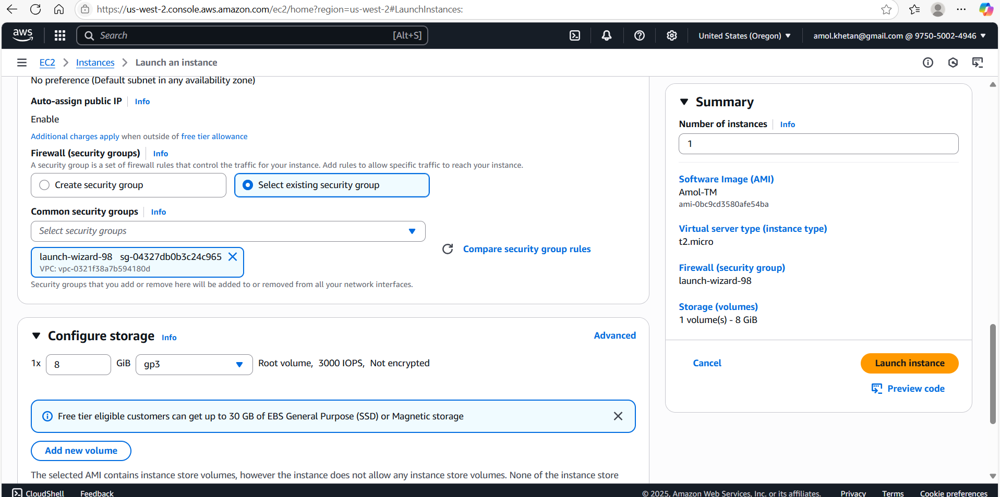 https://us-west-2.console.aws.amazon.com/ec2/home?region=us-west-2#LaunchInstances:
aws
Search [Alt+S]
United States (Oregon)
amol.khetan@gmail.com @ 9750-5002-4946
EC2 > Instances > Launch an instance
No preference (Default subnet in any availability zone)
Auto-assign public IP Info
Enable
Additional charges apply when outside of free tier allowance
Firewall (security groups) Info
A security group is a set of firewall rules that control the traffic for your instance. Add rules to allow specific traffic to reach your instance.
Create security group
Select existing security group
Common security groups Info
Select security groups
launch-wizard-98 sg-04327db0b3c24c965
VPC: vpc-0321f38a7b594180d
Compare security group rules
Security groups that you add or remove here will be added to or removed from all your network interfaces.
Configure storage Info
Advanced
1x 8 GiB gp3 Root volume, 3000 IOPS, Not encrypted
Free tier eligible customers can get up to 30 GB of EBS General Purpose (SSD) or Magnetic storage
Add new volume
The selected AMI contains instance store volumes, however the instance does not allow any instance store volumes. None of the instance store
Summary
Number of instances Info
1
Software Image (AMI)
Amol-TM
ami-0bc9cd3580afe54ba
Virtual server type (instance type)
t2.micro
Firewall (security group)
launch-wizard-98
Storage (volumes)
1 volume(s) - 8 GiB
Cancel
Launch instance
Preview code
CloudShell Feedback
© 2025, Amazon Web Services, Inc. or its affiliates. Privacy Terms Cookie preferences